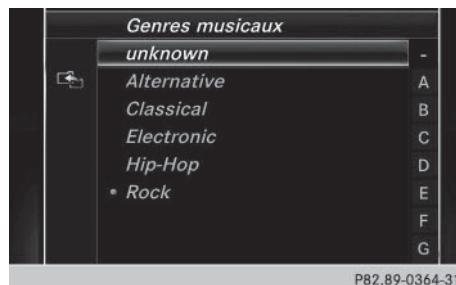 Genres musicaux
unknown -
Alternative A
Classical B
Electronic C
Hip-Hop D
• Rock E
F
G
P82.89-0364-31